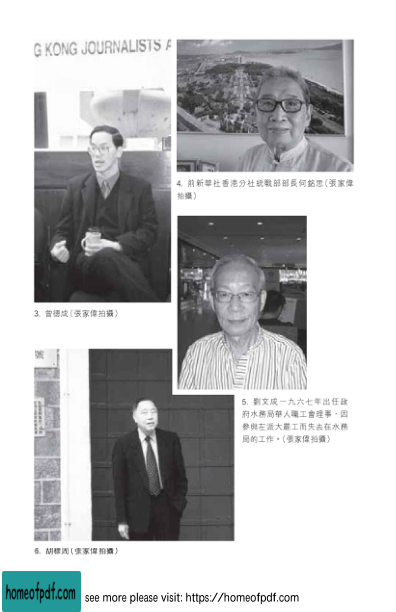 G KONG JOURNALISTS A
4. 前新華社香港分社統戰部部長何銘思(張家偉
拍攝)
3. 曾德成(張家偉拍攝)
號
5. 劉文成一九六七年出任政
府水務局華人職工會理事,因
參與左派大罷工而失去在水務
局的工作。(張家偉拍攝)
6. 胡棣周(張家偉拍攝)
homeofpdf.com
see more please visit: https://homeofpdf.com